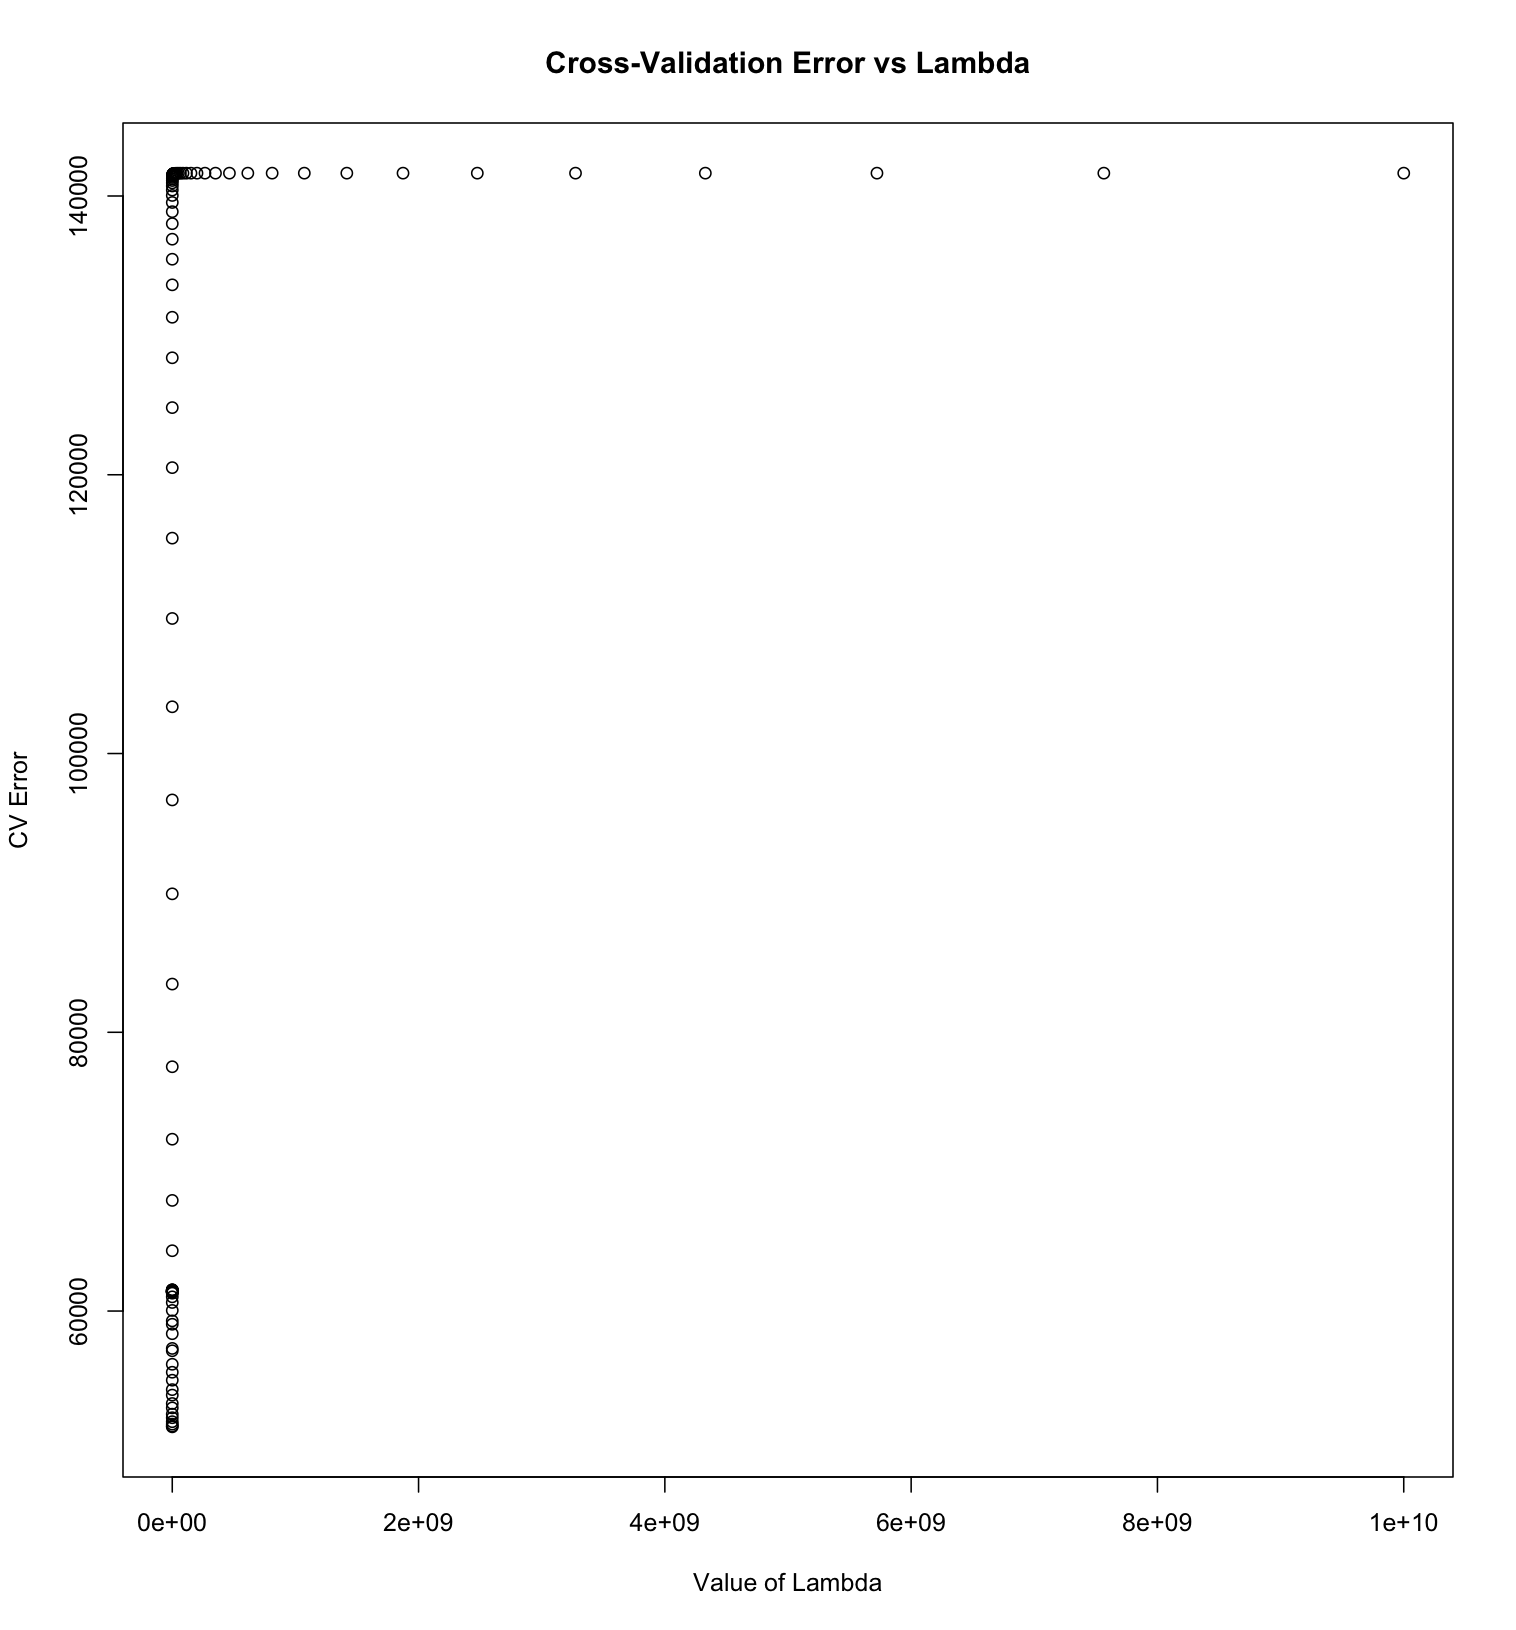 Cross-Validation Error vs Lambda
140000
120000
100000
80000
60000
CV Error
0e+00 2e+09 4e+09 6e+09 8e+09 1e+10
Value of Lambda